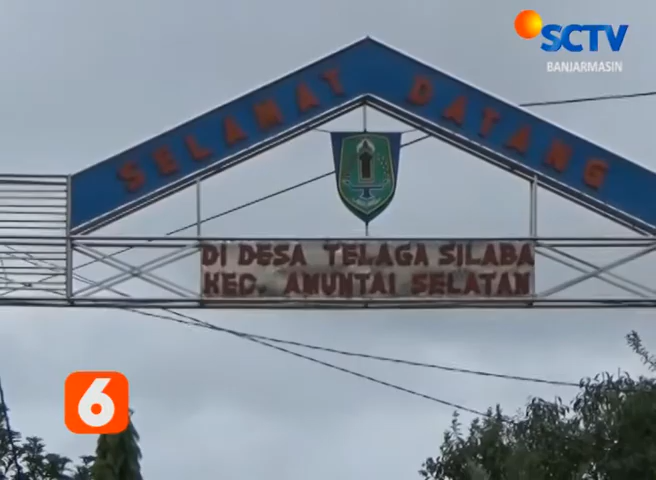 SCTV
BANJARMASIN
SELAMAT DATANG
DI DESA TELAGA SILABA
KEC. AMUNTAI SELATAN
6